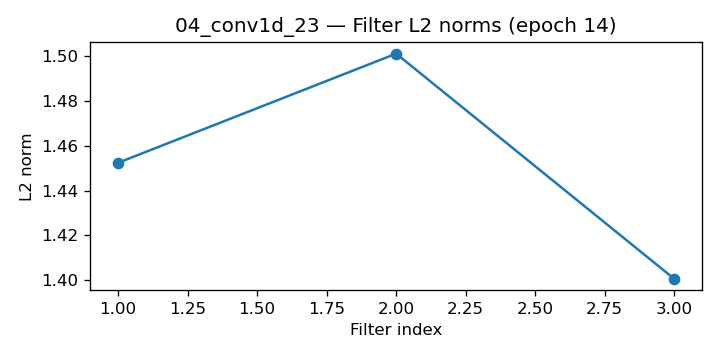 04_conv1d_23 — Filter L2 norms (epoch 14)
L2 norm
1.50
1.48
1.46
1.44
1.42
1.40
1.00 1.25 1.50 1.75 2.00 2.25 2.50 2.75 3.00
Filter index